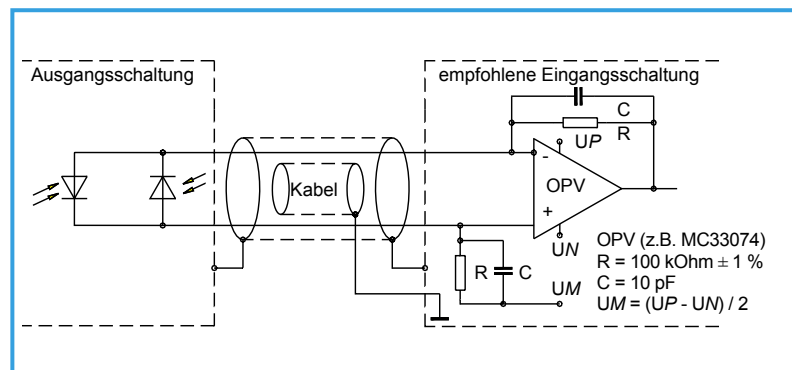 Ausgangsschaltung
empfohlene Eingangsschaltung
C
R
UP
-
OPV
+
Kabel
UN
R
C
UM
OPV (z.B. MC33074)
R = 100 kOhm ± 1 %
C = 10 pF
UM = (UP - UN) / 2